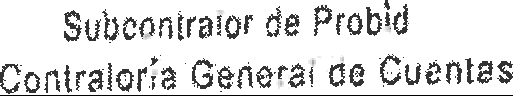 Subcontralor de Probid
Contraloría General de Cuentas